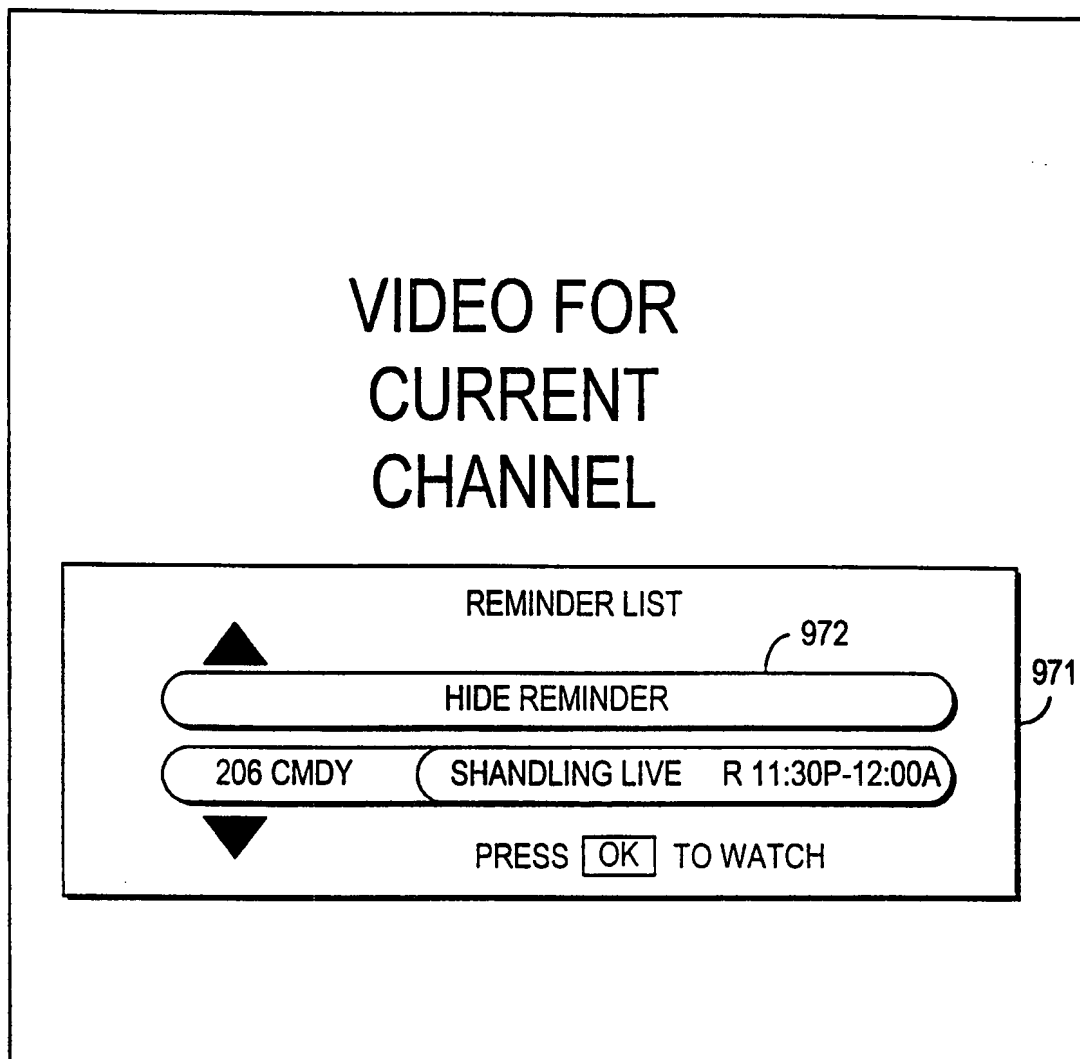 VIDEO FOR
CURRENT
CHANNEL
REMINDER LIST
972
971
HIDE REMINDER
206 CMDY SHANDLING LIVE R 11:30P-12:00A
PRESS OK TO WATCH